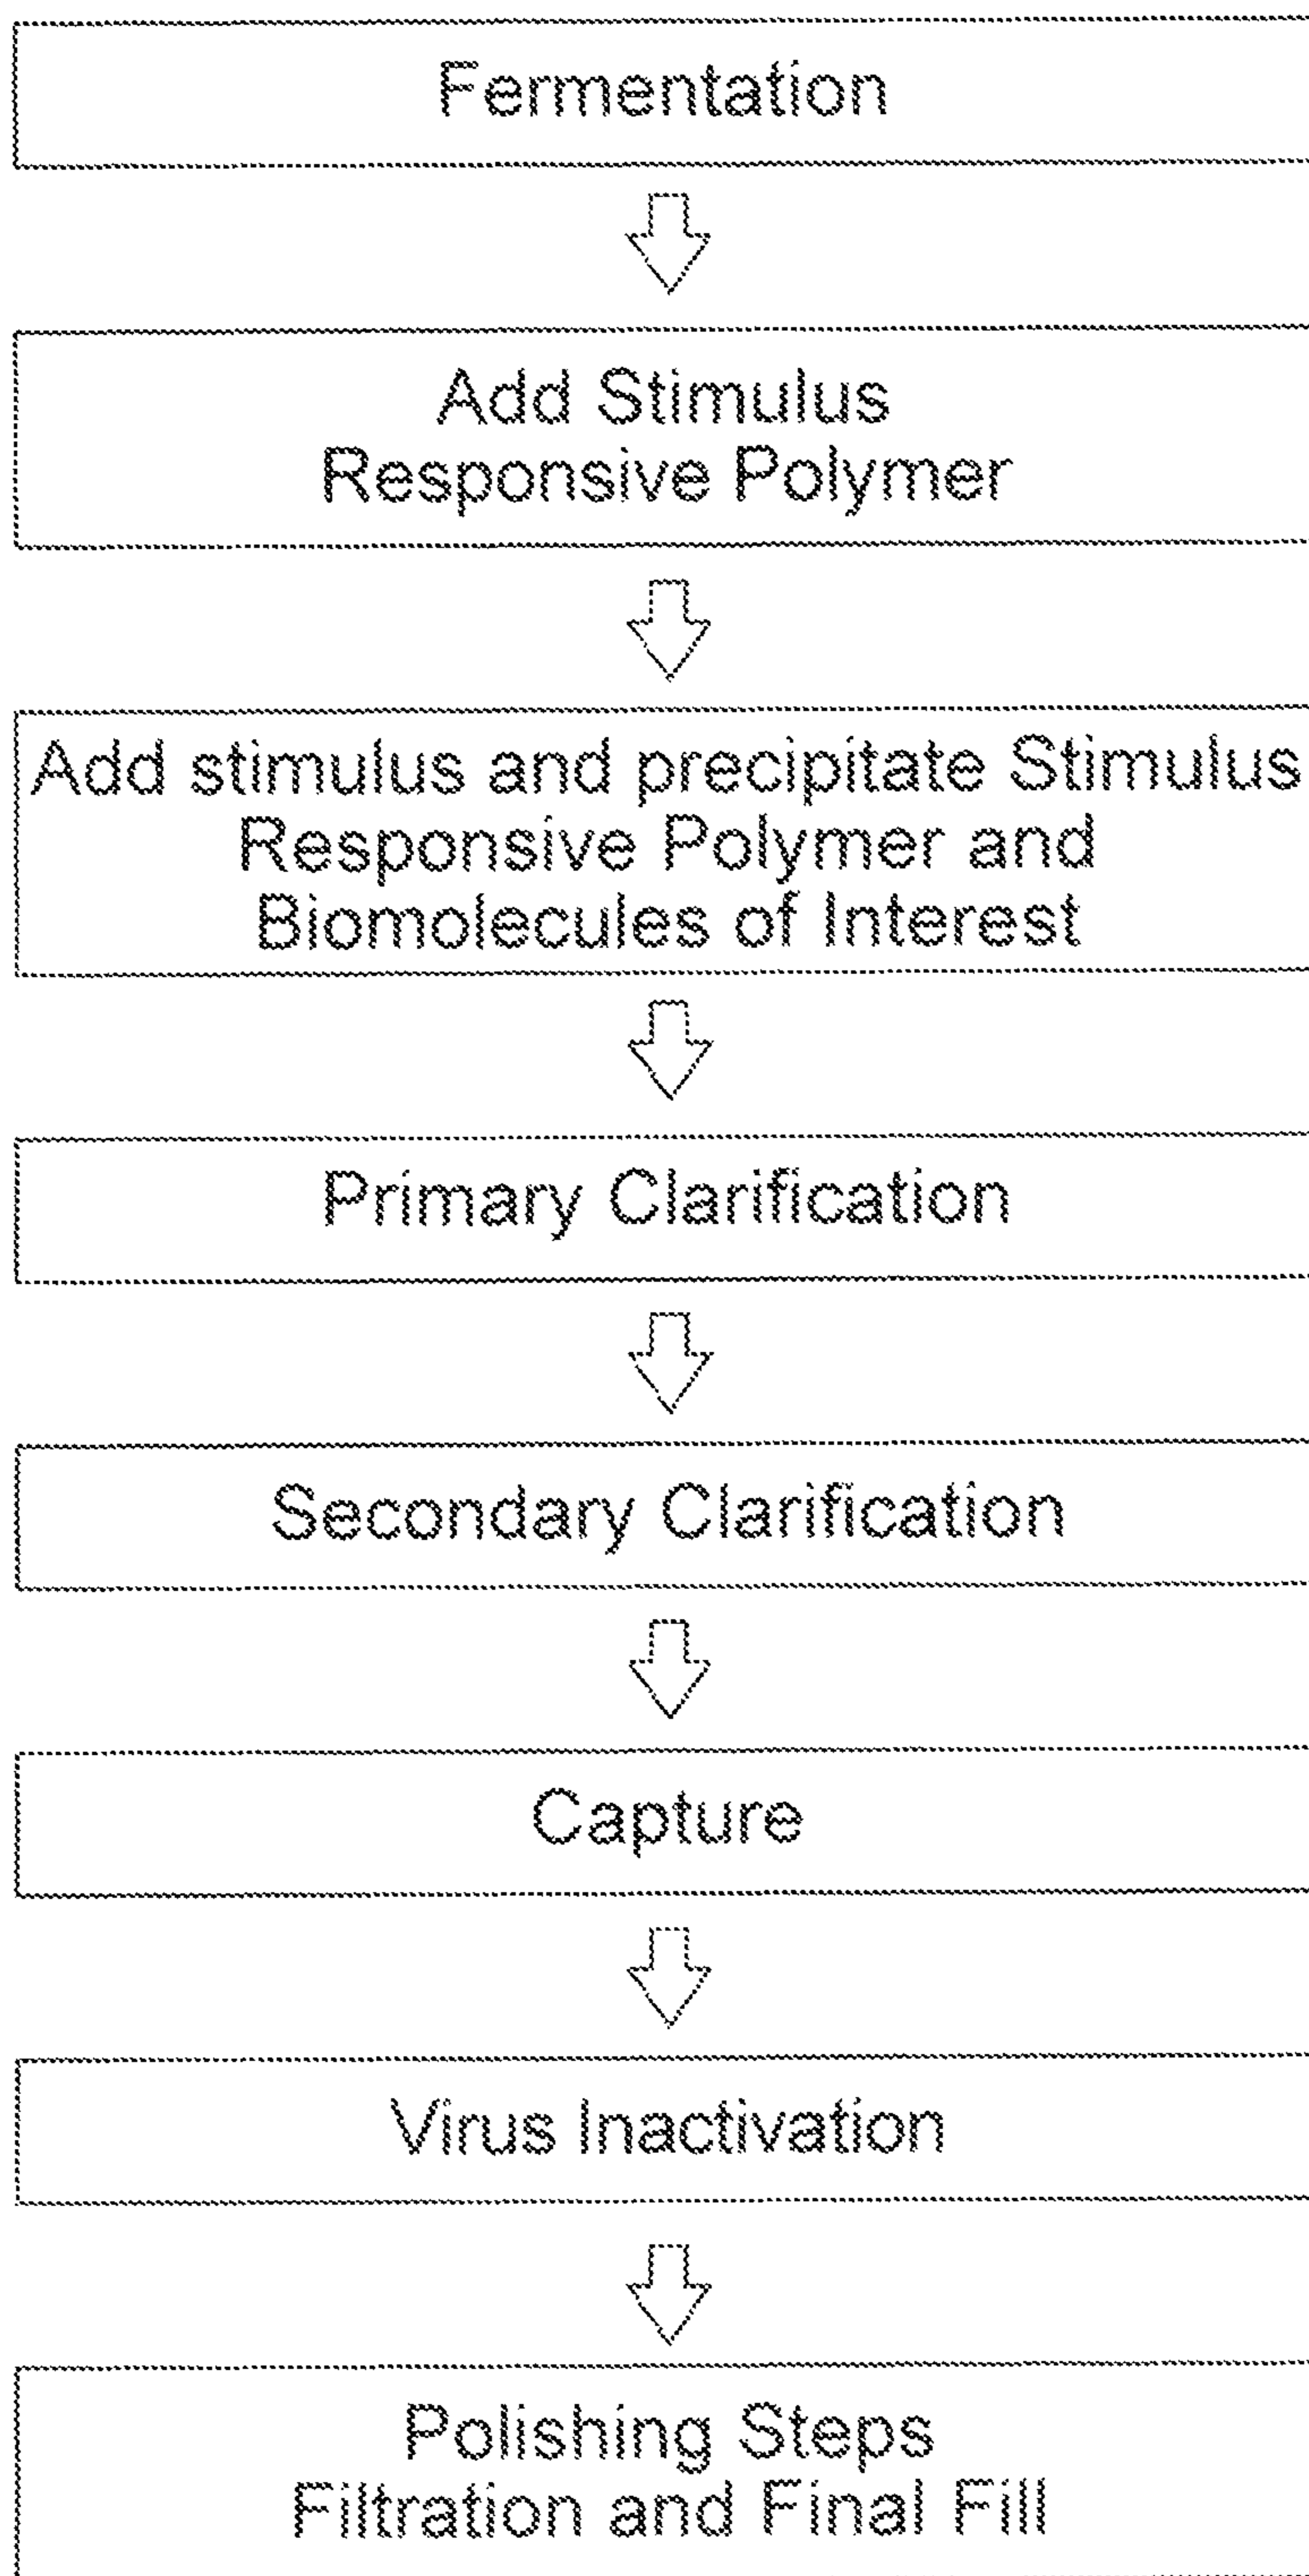 Fermentation
Add Stimulus
Responsive Polymer
Add stimulus and precipitate Stimulus
Responsive Polymer and
Biomolecules of Interest
Primary Clarification
Secondary Clarification
Capture
Virus Inactivation
Polishing Steps
Filtration and Final Fill